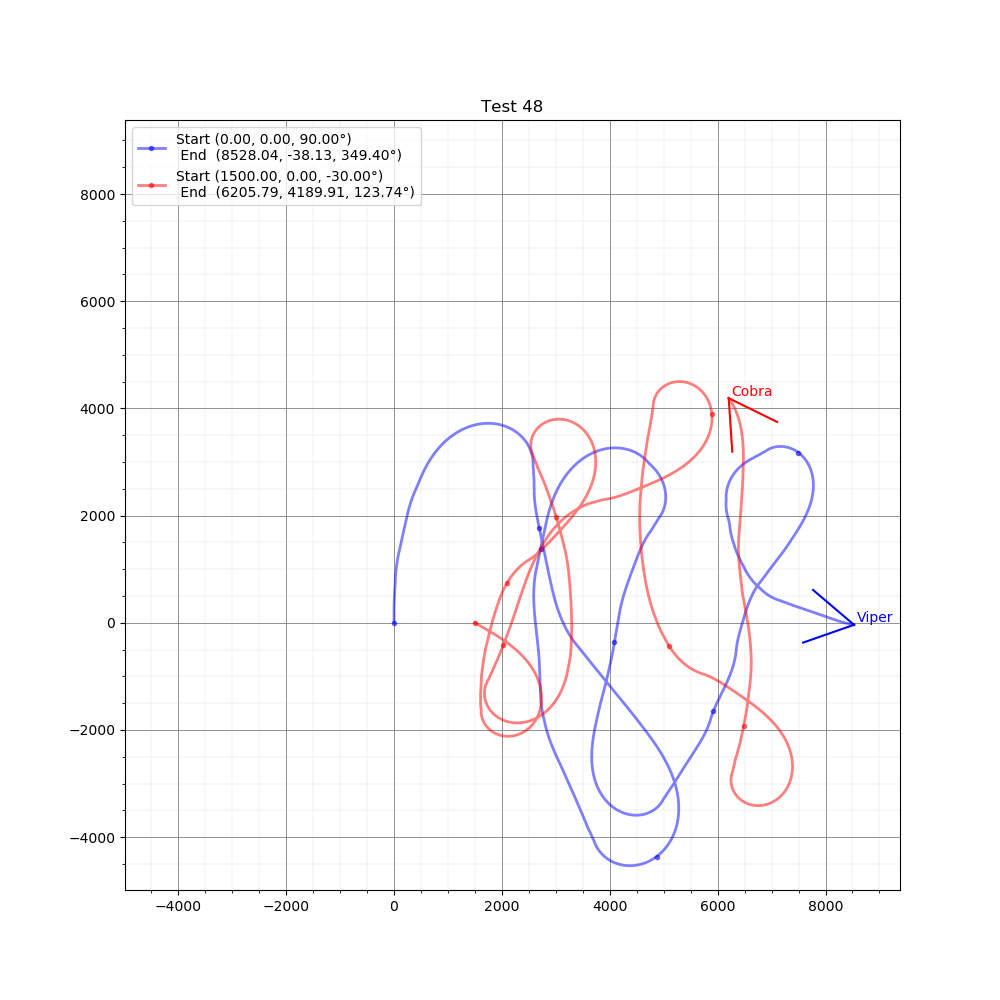 Test 48
Start (0.00, 0.00, 90.00°)
End (8528.04, -38.13, 349.40°)
Start (1500.00, 0.00, -30.00°)
End (6205.79, 4189.91, 123.74°)
8000
6000
4000
2000
0
−2000
−4000
Cobra
Viper
−4000 −2000 0 2000 4000 6000 8000